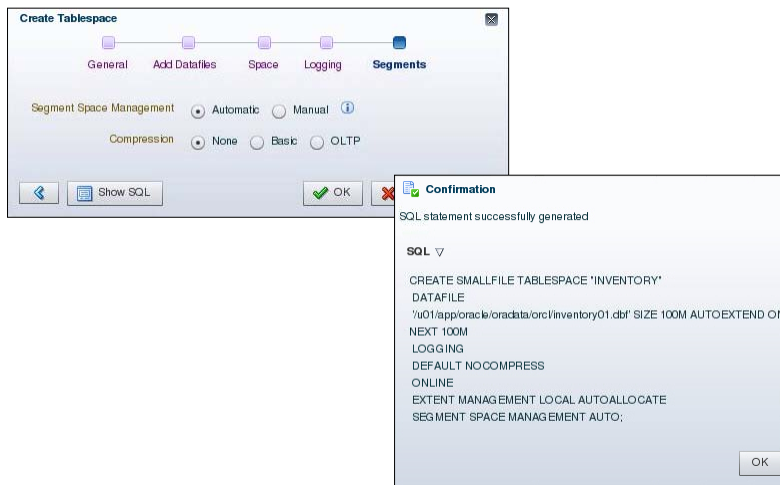 Create Tablespace
General Add Datafiles Space Logging Segments
Segment Space Management Automatic Manual
Compression None Basic OLTP
Show SQL OK
Confirmation
SQL statement successfully generated
SQL
CREATE SMALLFILE TABLESPACE "INVENTORY"
DATAFILE
'/u01/app/oracle/oradata/orcl/inventory01.dbf' SIZE 100M AUTOEXTEND ON
NEXT 100M
LOGGING
DEFAULT NOCOMPRESS
ONLINE
EXTENT MANAGEMENT LOCAL AUTOALLOCATE
SEGMENT SPACE MANAGEMENT AUTO;
OK